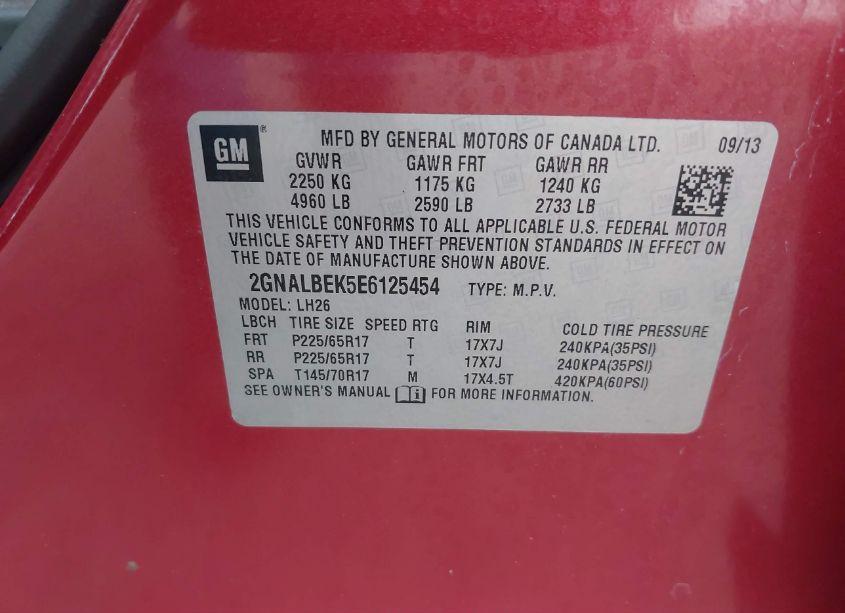 GM ® MFD BY GENERAL MOTORS OF CANADA LTD. 09/13
GVWR GAWR FRT GAWR RR
2250 KG 1175 KG 1240 KG
4960 LB 2590 LB 2733 LB
THIS VEHICLE CONFORMS TO ALL APPLICABLE U.S. FEDERAL MOTOR
VEHICLE SAFETY AND THEFT PREVENTION STANDARDS IN EFFECT ON
THE DATE OF MANUFACTURE SHOWN ABOVE.
2GNALBEK5E6125454 TYPE: M.P.V.
MODEL: LH26
LBCH TIRE SIZE SPEED RTG RIM COLD TIRE PRESSURE
FRT P225/65R17 T 17X7J 240KPA(35PSI)
RR P225/65R17 T 17X7J 240KPA(35PSI)
SPA T145/70R17 M 17X4.5T 420KPA(60PSI)
SEE OWNER'S MANUAL FOR MORE INFORMATION.